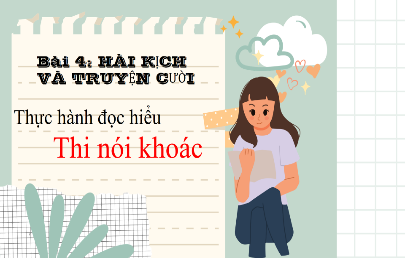 Bài 4: HÀI KỊCH
VÀ TRUYỆN CƯỜI
Thực hành đọc hiểu
Thi nói khoác